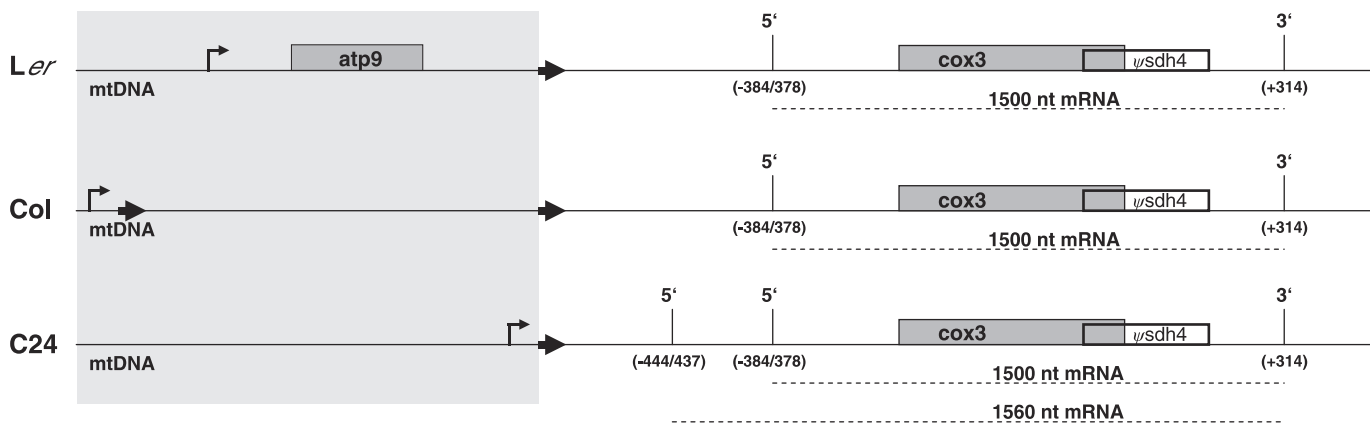 5‘ 3‘
Ler atp9 cox3 ψsdh4
mtDNA (-384/378) 1500 nt mRNA (+314)
5‘ 3‘
Col cox3 ψsdh4
mtDNA (-384/378) 1500 nt mRNA (+314)
5‘ 5‘ 3‘
C24 cox3 ψsdh4
mtDNA (-444/437) (-384/378) 1500 nt mRNA (+314)
1560 nt mRNA